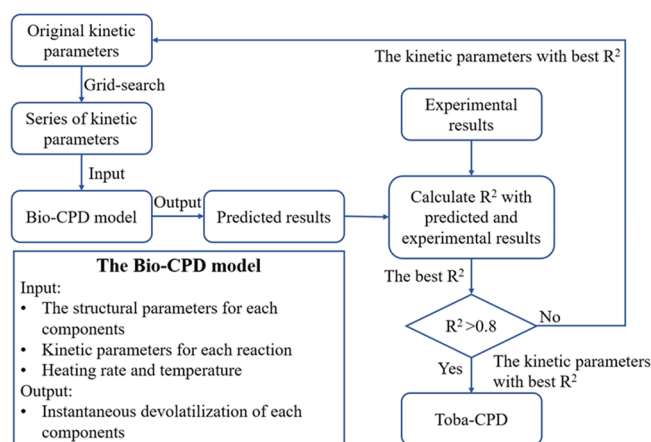 Original kinetic
parameters
The kinetic parameters with best R²
Grid-search
Series of kinetic
parameters
Experimental
results
Input
Bio-CPD model
Output
Predicted results
Calculate R² with
predicted and
experimental results
The best R²
The Bio-CPD model
Input:
• The structural parameters for each
components
• Kinetic parameters for each reaction
• Heating rate and temperature
Output:
• Instantaneous devolatilization of each
components
R²>0.8
No
Yes
The kinetic parameters
with best R²
Toba-CPD